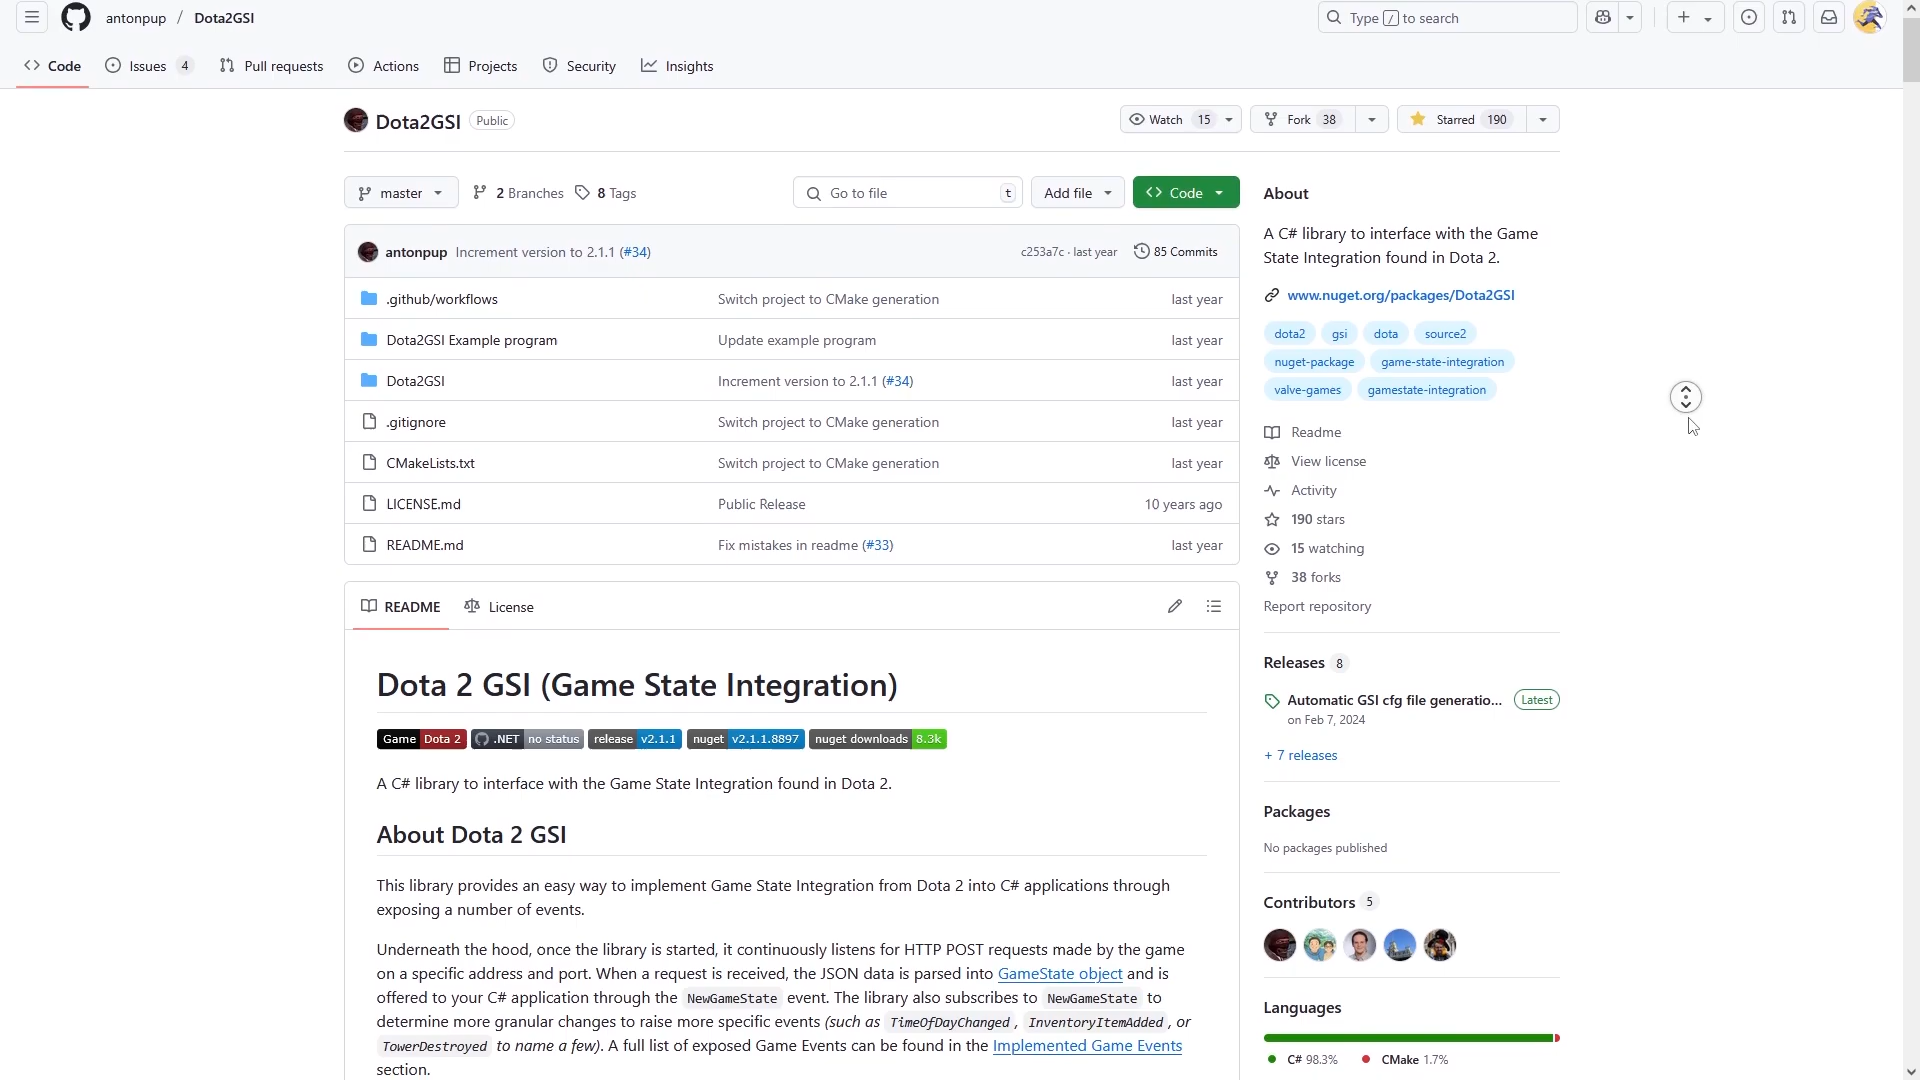 antonpup / Dota2GSI
Type / to search
Code
Issues 4
Pull requests
Actions
Projects
Security
Insights
Dota2GSI Public
Watch 15
Fork 38
Starred 190
master
2 Branches
8 Tags
Go to file t
Add file
Code
antonpup Increment version to 2.1.1 (#34) c253a7c · last year 85 Commits
.github/workflows Switch project to CMake generation last year
Dota2GSI Example program Update example program last year
Dota2GSI Increment version to 2.1.1 (#34) last year
.gitignore Switch project to CMake generation last year
CMakeLists.txt Switch project to CMake generation last year
LICENSE.md Public Release 10 years ago
README.md Fix mistakes in readme (#33) last year
README License
Dota 2 GSI (Game State Integration)
Game Dota 2 .NET no status release v2.1.1 nuget v2.1.1.8897 nuget downloads 8.3k
A C# library to interface with the Game State Integration found in Dota 2.
About Dota 2 GSI
This library provides an easy way to implement Game State Integration from Dota 2 into C# applications through
exposing a number of events.
Underneath the hood, once the library is started, it continuously listens for HTTP POST requests made by the game
on a specific address and port. When a request is received, the JSON data is parsed into GameState object and is
offered to your C# application through the NewGameState event. The library also subscribes to NewGameState to
determine more granular changes to raise more specific events (such as TimeOfDayChanged, InventoryItemAdded, or
TowerDestroyed to name a few). A full list of exposed Game Events can be found in the Implemented Game Events
section.
About
A C# library to interface with the Game
State Integration found in Dota 2.
www.nuget.org/packages/Dota2GSI
dota2 gsi dota source2
nuget-package game-state-integration
valve-games gamestate-integration
Readme
View license
Activity
190 stars
15 watching
38 forks
Report repository
Releases 8
Automatic GSI cfg file generatio... Latest
on Feb 7, 2024
+ 7 releases
Packages
No packages published
Contributors 5
Languages
C# 98.3% CMake 1.7%